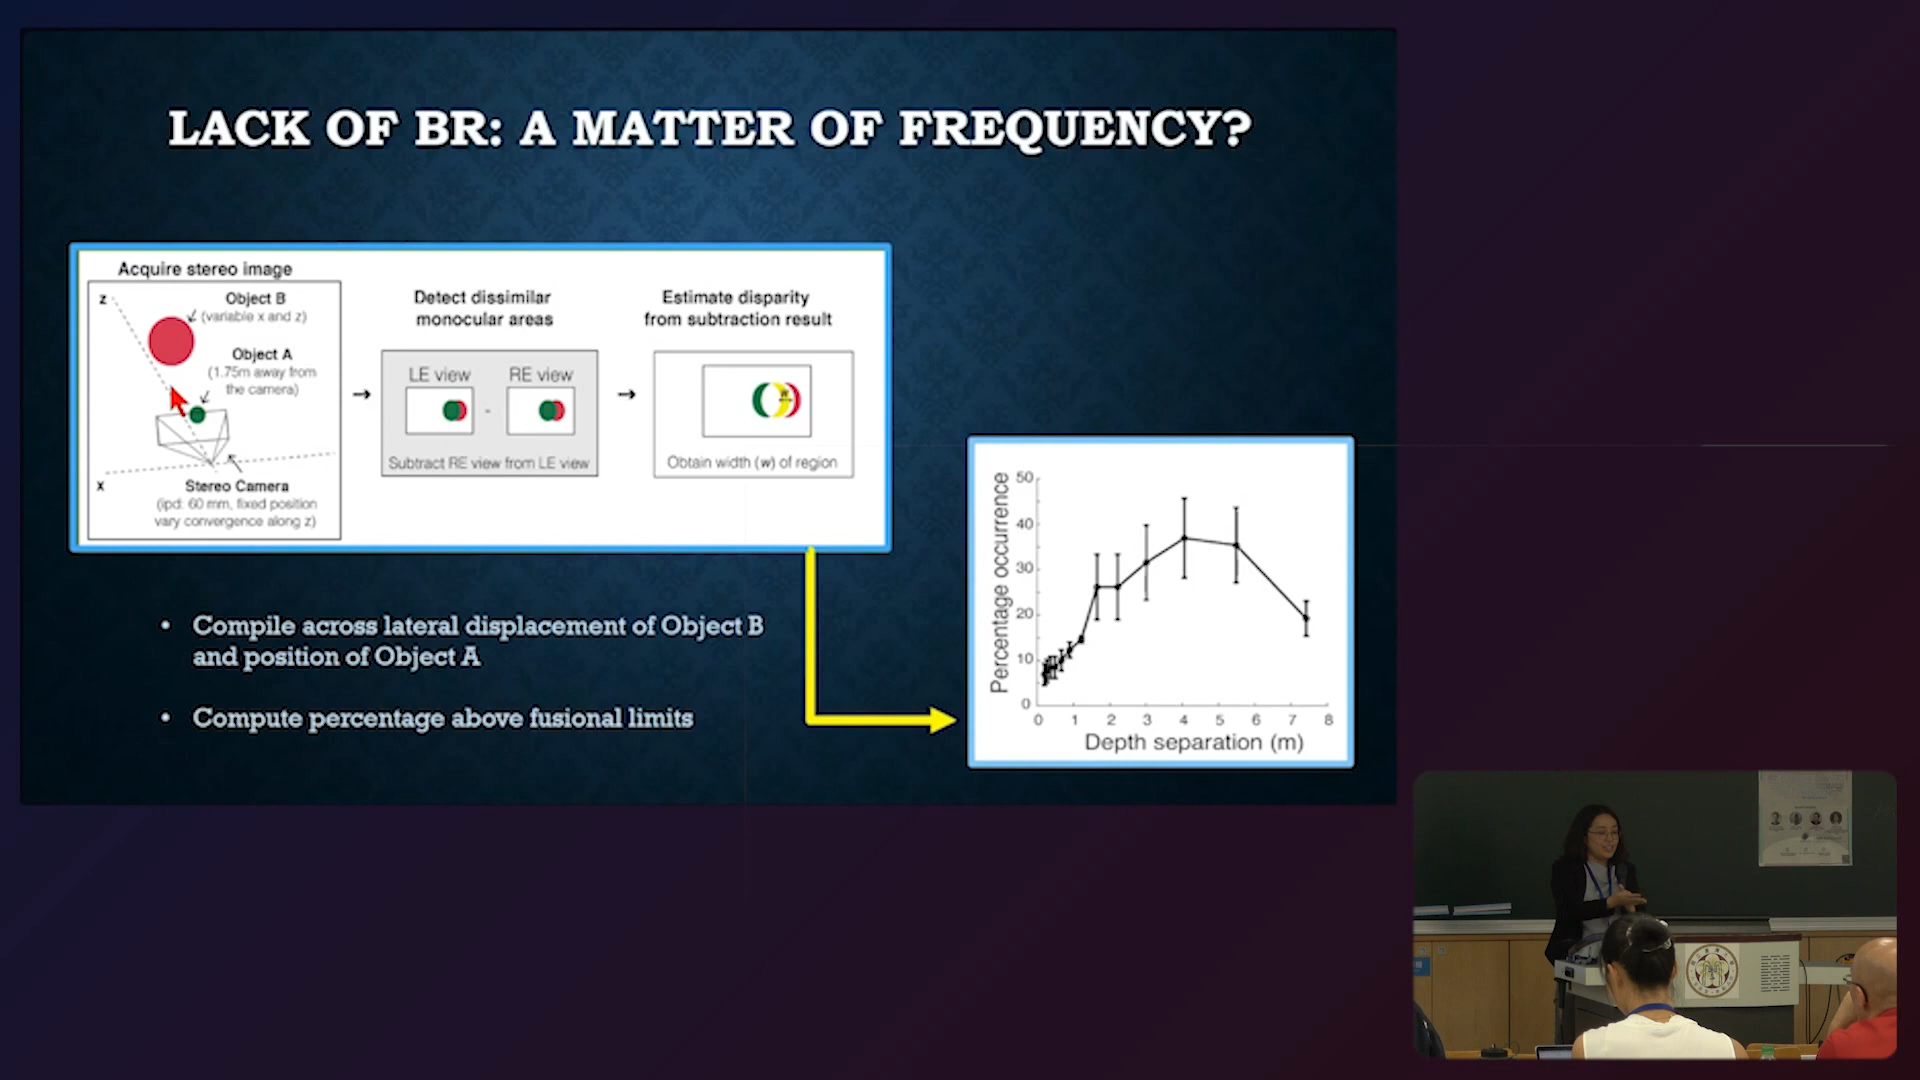 LACK OF BR: A MATTER OF FREQUENCY?
Acquire stereo image
z
Object B
(variable x and z)
Object A
(1.75m away from
the camera)
x
Stereo Camera
(ipd: 60 mm, fixed position
vary convergence along z)
Detect dissimilar
monocular areas
LE view
RE view
-
Subtract RE view from LE view
Estimate disparity
from subtraction result
w
Obtain width (w) of region
• Compile across lateral displacement of Object B
and position of Object A
• Compute percentage above fusional limits
Percentage occurrence
50
40
30
20
10
0
0 1 2 3 4 5 6 7 8
Depth separation (m)